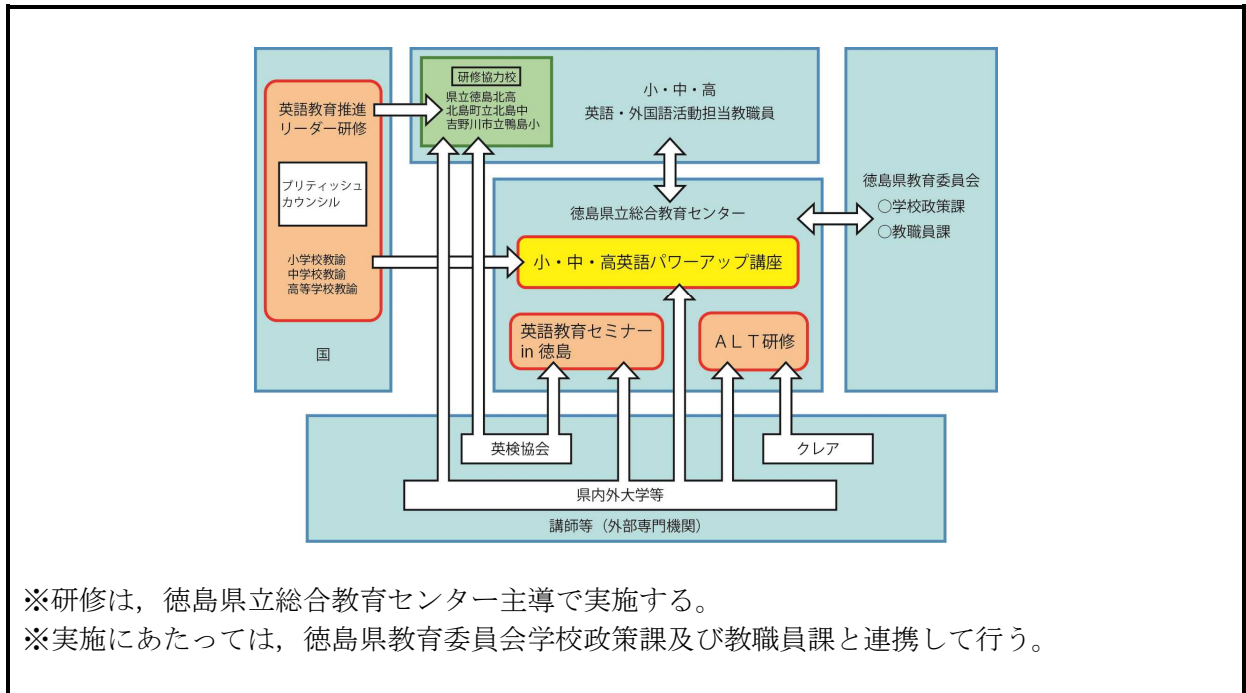 英語教育推進
リーダー研修
ブリティッシュ
カウンシル
小学校教諭
中学校教諭
高等学校教諭
国
研修協力校
県立徳島北高
北島町立北島中
吉野川市立鴨島小
小・中・高
英語・外国語活動担当教職員
徳島県立総合教育センター
小・中・高英語パワーアップ講座
英語教育セミナー
in 徳島
ＡＬＴ研修
徳島県教育委員会
○学校政策課
○教職員課
英検協会
クレア
県内外大学等
講師等（外部専門機関）
※研修は，徳島県立総合教育センター主導で実施する。
※実施にあたっては，徳島県教育委員会学校政策課及び教職員課と連携して行う。